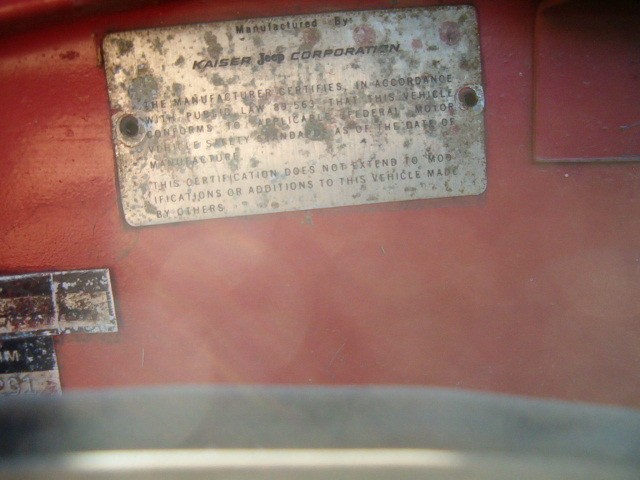 Manufactured By
KAISER Jeep CORPORATION
THE MANUFACTURER CERTIFIES, IN ACCORDANCE
WITH PUBLIC LAW 89.563, THAT THIS VEHICLE
CONFORMS TO APPLICABLE FEDERAL MOTOR
VEHICLE SAFETY STANDARDS AS OF THE DATE OF
MANUFACTURE.
THIS CERTIFICATION DOES NOT EXTEND TO MOD-
IFICATIONS OR ADDITIONS TO THIS VEHICLE MADE
BY OTHERS